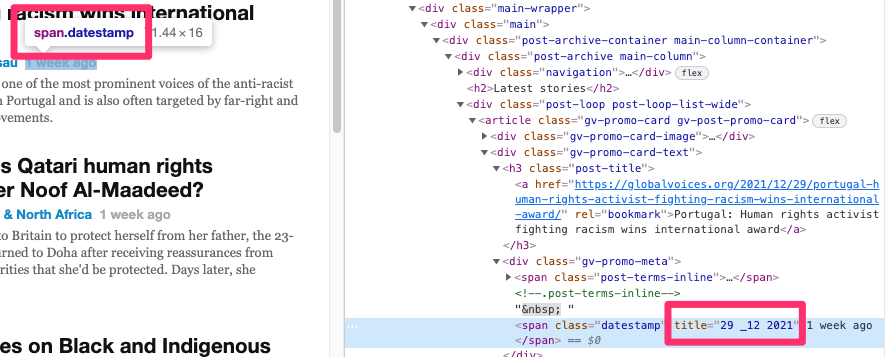 racism wins international
span.datestamp
1.44 × 16
sau 1 week ago
one of the most prominent voices of the anti-racist
Portugal and is also often targeted by far-right and
vements.
s Qatari human rights
er Noof Al-Maadeed?
& North Africa 1 week ago
to Britain to protect herself from her father, the 23-
urned to Doha after receiving reassurances from
rities that she'd be protected. Days later, she
es on Black and Indigenous
▼<div class="main-wrapper">
▼<div class="main">
▼<div class="post-archive-container main-column-container">
▼<div class="post-archive main-column">
▶<div class="navigation">…</div> flex
<h2>Latest stories</h2>
▼<div class="post-loop post-loop-list-wide">
▼<article class="gv-promo-card gv-post-promo-card"> flex
▶<div class="gv-promo-card-image">…</div>
▼<div class="gv-promo-card-text">
▼<h3 class="post-title">
<a href="https://globalvoices.org/2021/12/29/portugal-h
uman-rights-activist-fighting-racism-wins-international
-award/" rel="bookmark">Portugal: Human rights activist
fighting racism wins international award</a>
</h3>
▼<div class="gv-promo-meta">
▶<span class="post-terms-inline">…</span>
<!--.post-terms-inline-->
"&nbsp; "
… <span class="datestamp" title="29 _12 2021" 1 week ago
</span> == $0
</div>